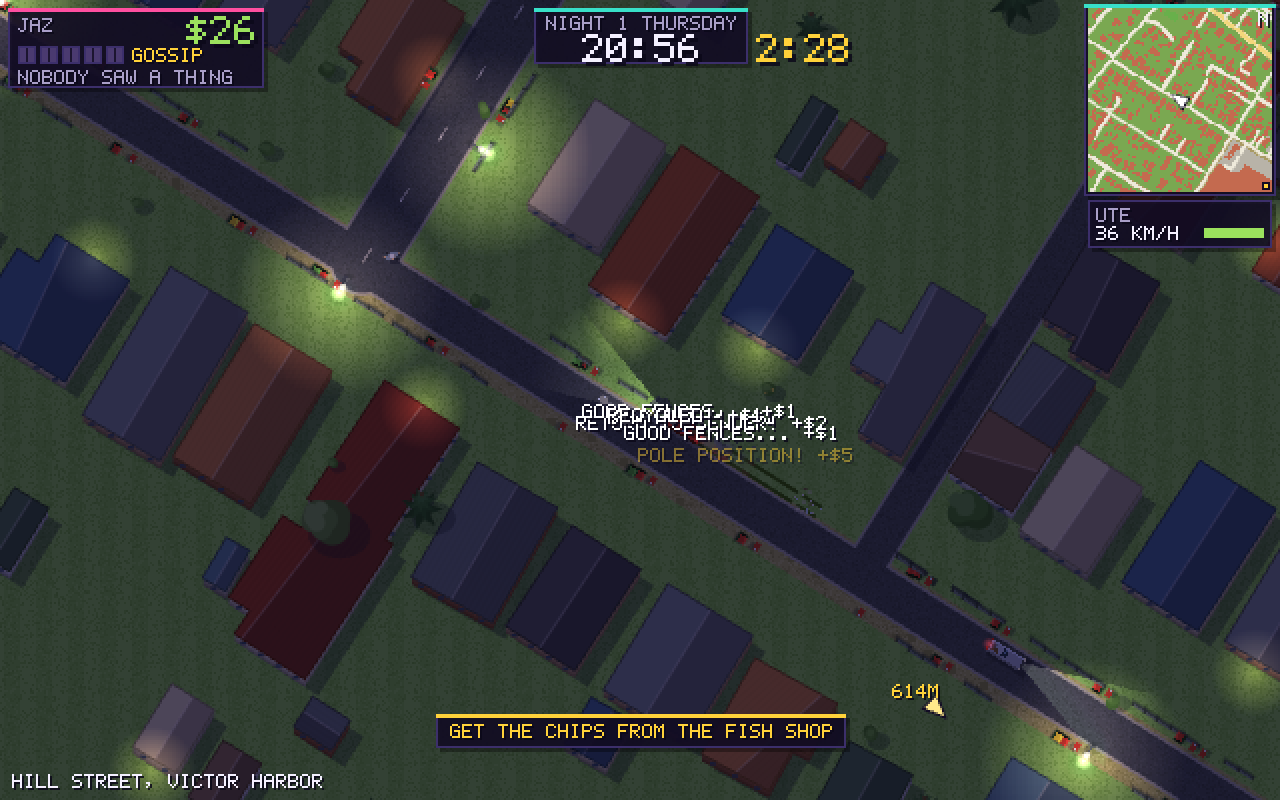 JAZ
$26
GOSSIP
NOBODY SAW A THING
NIGHT 1 THURSDAY
20:56
2:28
N
UTE
36 KM/H
GOOD FENCES... +$1
POLE POSITION! +$5
614M
GET THE CHIPS FROM THE FISH SHOP
HILL STREET, VICTOR HARBOR